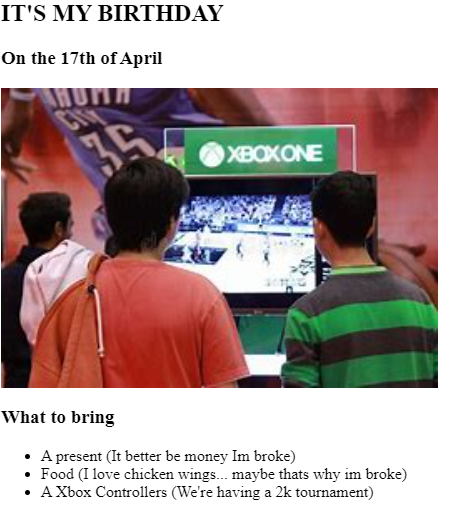 IT'S MY BIRTHDAY
On the 17th of April
CITY
35
XBOX ONE
What to bring
A present (It better be money Im broke)
Food (I love chicken wings... maybe thats why im broke)
A Xbox Controllers (We're having a 2k tournament)